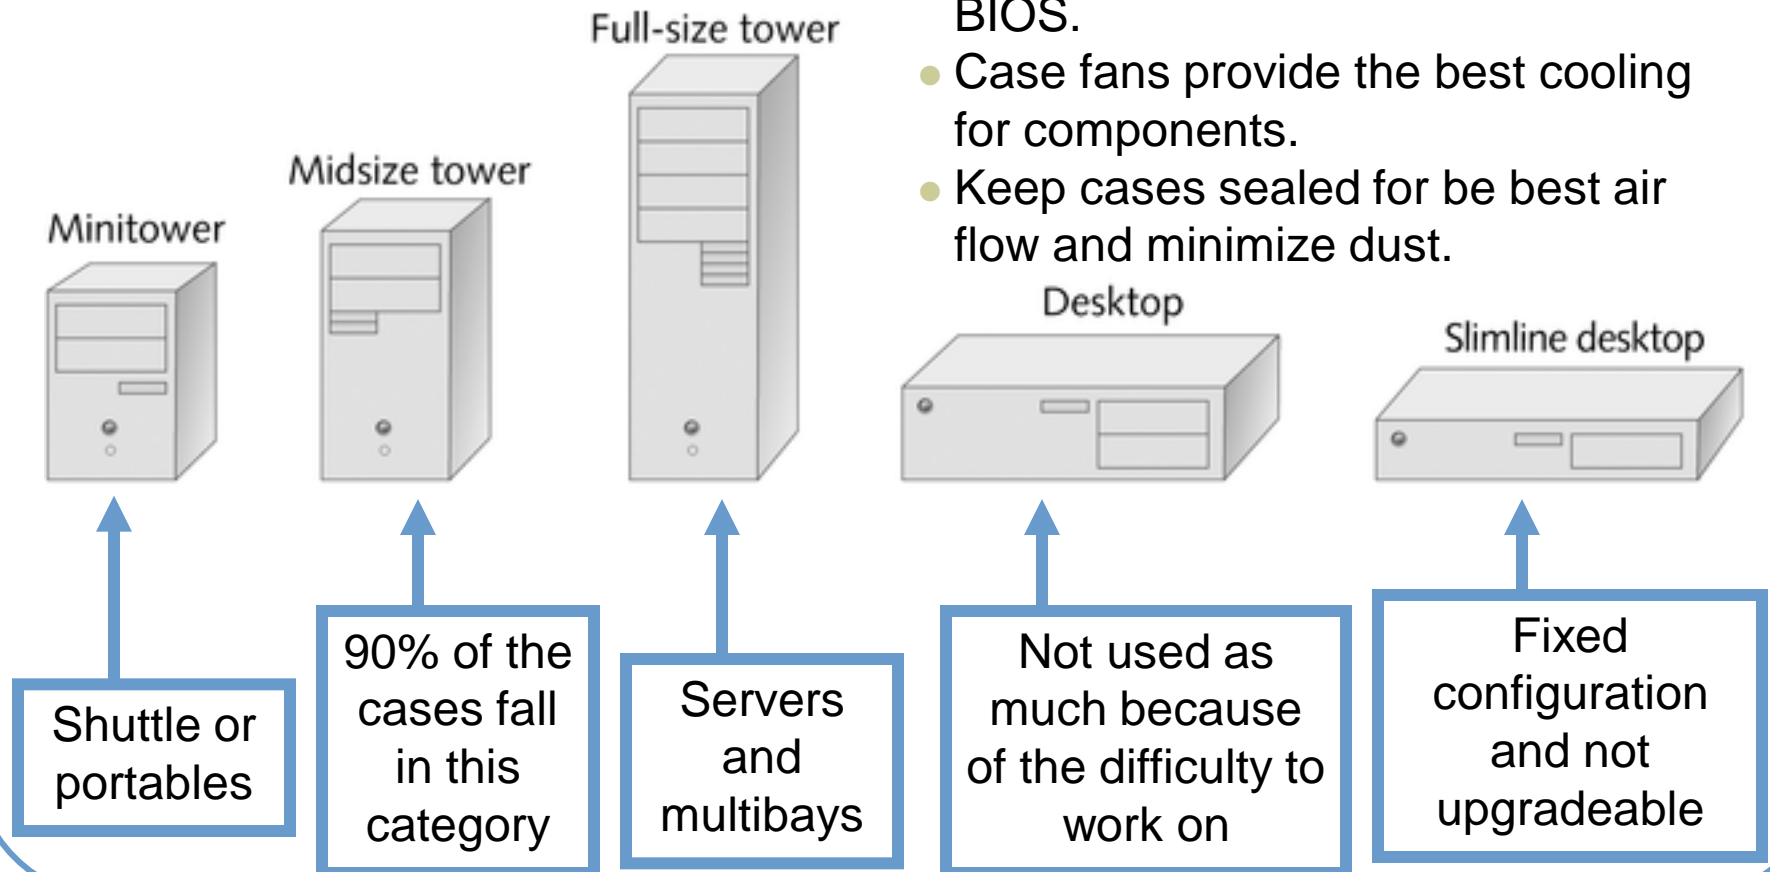 BIOS.
Case fans provide the best cooling
for components.
Keep cases sealed for be best air
flow and minimize dust.
Full-size tower
Midsize tower
Minitower
Desktop
Slimline desktop
Shuttle or
portables
90% of the
cases fall
in this
category
Servers
and
multibays
Not used as
much because
of the difficulty to
work on
Fixed
configuration
and not
upgradeable